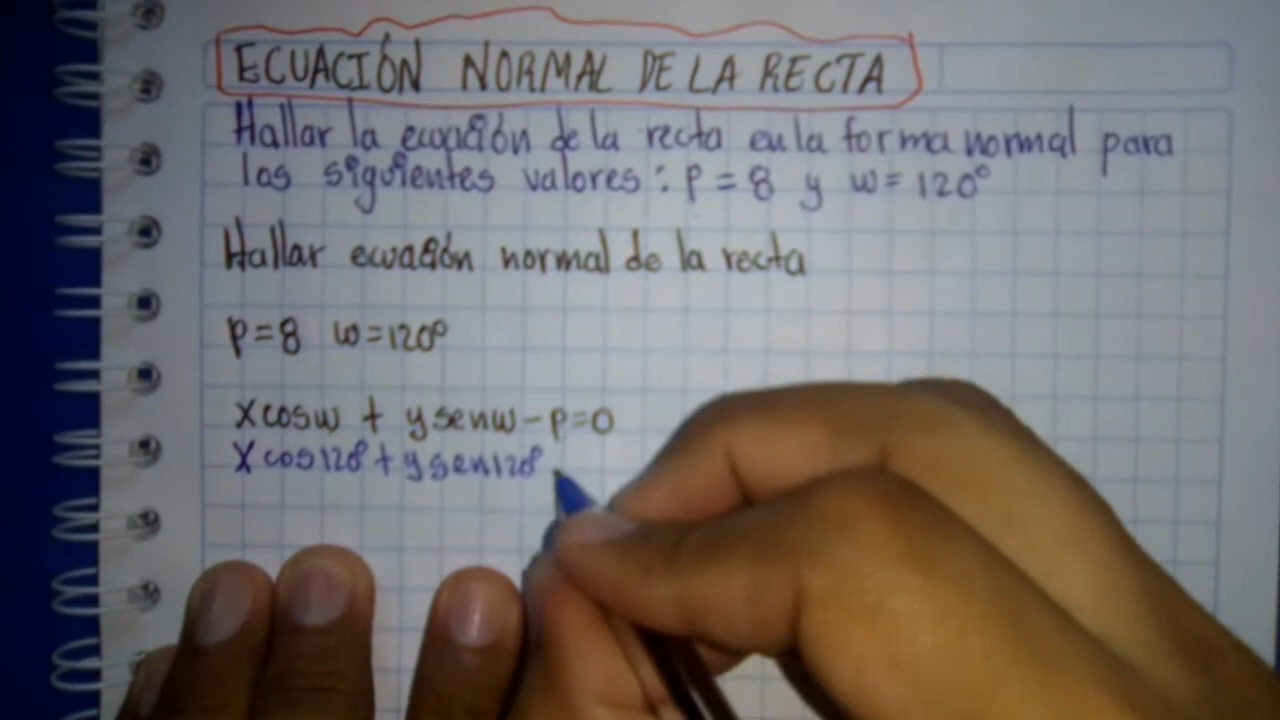 ECUACIÓN NORMAL DE LA RECTA
Hallar la ecuación de la recta en la forma normal para
los siguientes valores: p = 8 y w = 120°
Hallar ecuación normal de la recta
p=8 w=120°
xcosw + ysenw-p=0
xcos120°+ysen120°